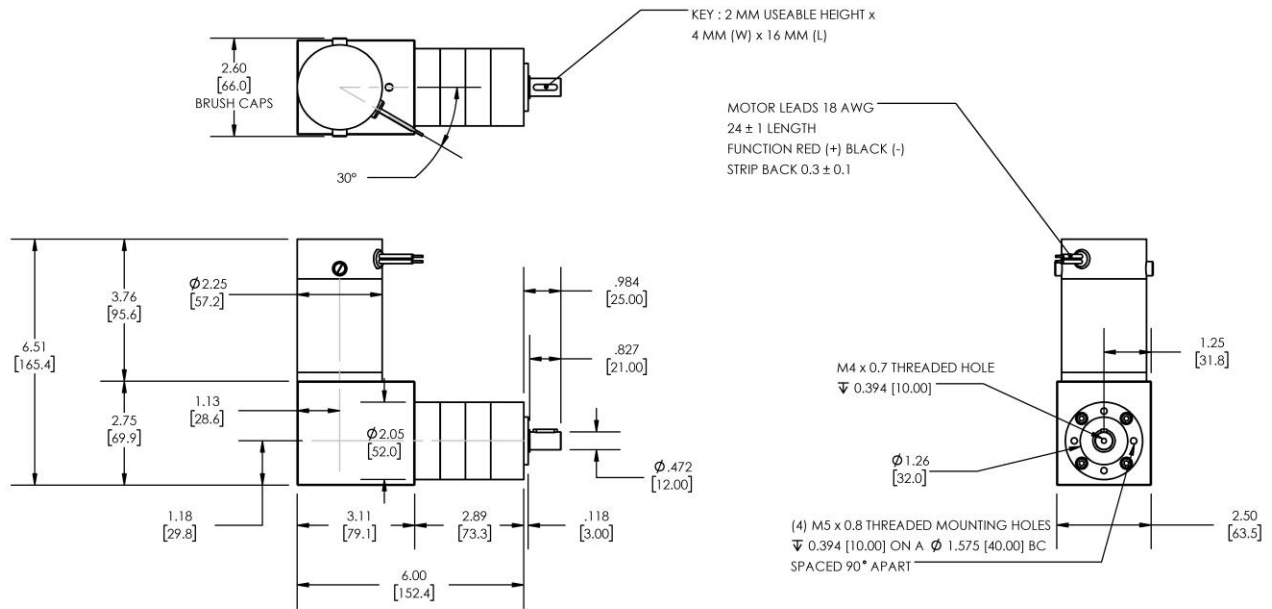 KEY : 2 MM USEABLE HEIGHT x
4 MM (W) x 16 MM (L)
2.60
[66.0]
BRUSH CAPS
30°
MOTOR LEADS 18 AWG
24 ± 1 LENGTH
FUNCTION RED (+) BLACK (-)
STRIP BACK 0.3 ± 0.1
6.51
[165.4]
3.76
[95.6]
2.75
[69.9]
Ø2.25
[57.2]
1.13
[28.6]
1.18
[29.8]
Ø2.05
[52.0]
.984
[25.00]
.827
[21.00]
Ø.472
[12.00]
3.11
[79.1]
2.89
[73.3]
.118
[3.00]
6.00
[152.4]
M4 x 0.7 THREADED HOLE
↧ 0.394 [10.00]
1.25
[31.8]
Ø1.26
[32.0]
(4) M5 x 0.8 THREADED MOUNTING HOLES
↧ 0.394 [10.00] ON A Ø 1.575 [40.00] BC
SPACED 90° APART
2.50
[63.5]